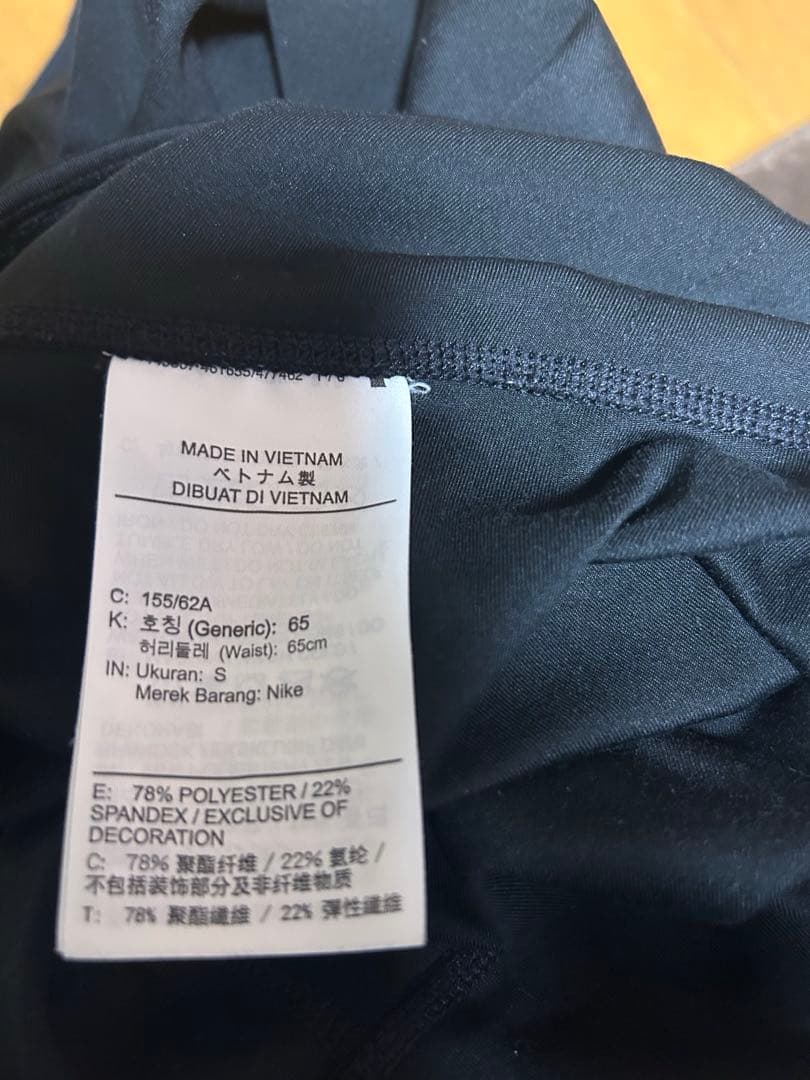 MADE IN VIETNAM
ベトナム製
DIBUAT DI VIETNAM
C: 155/62A
K: 호칭 (Generic): 65
허리둘레 (Waist): 65cm
IN: Ukuran: S
Merek Barang: Nike
E: 78% POLYESTER / 22%
SPANDEX / EXCLUSIVE OF
DECORATION
C: 78% 聚酯纤维 / 22% 氨纶 /
不包括装饰部分及非纤维物质
T: 78% 聚酯纖維 / 22% 弹性纖維